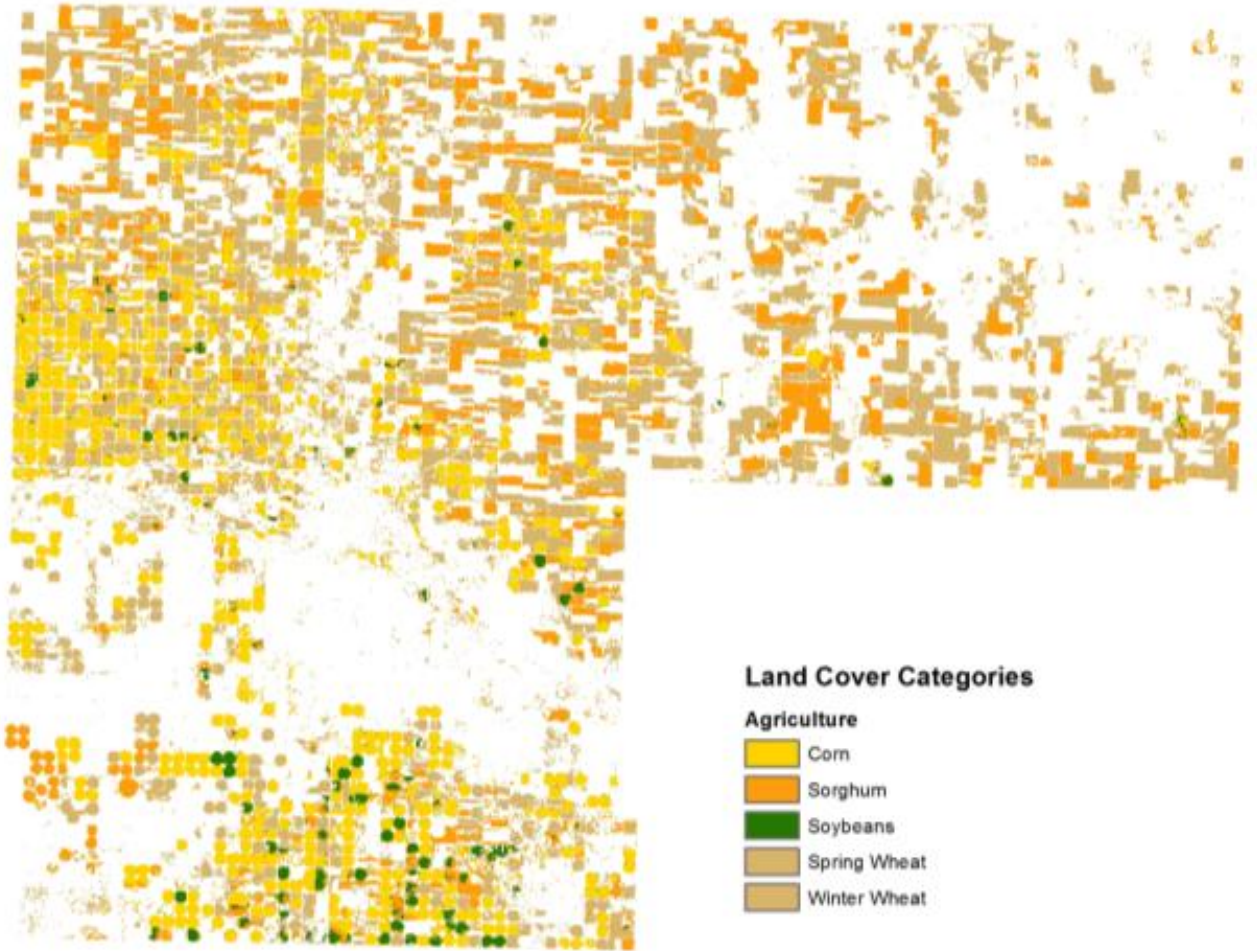 Land Cover Categories
Agriculture
Corn
Sorghum
Soybeans
Spring Wheat
Winter Wheat